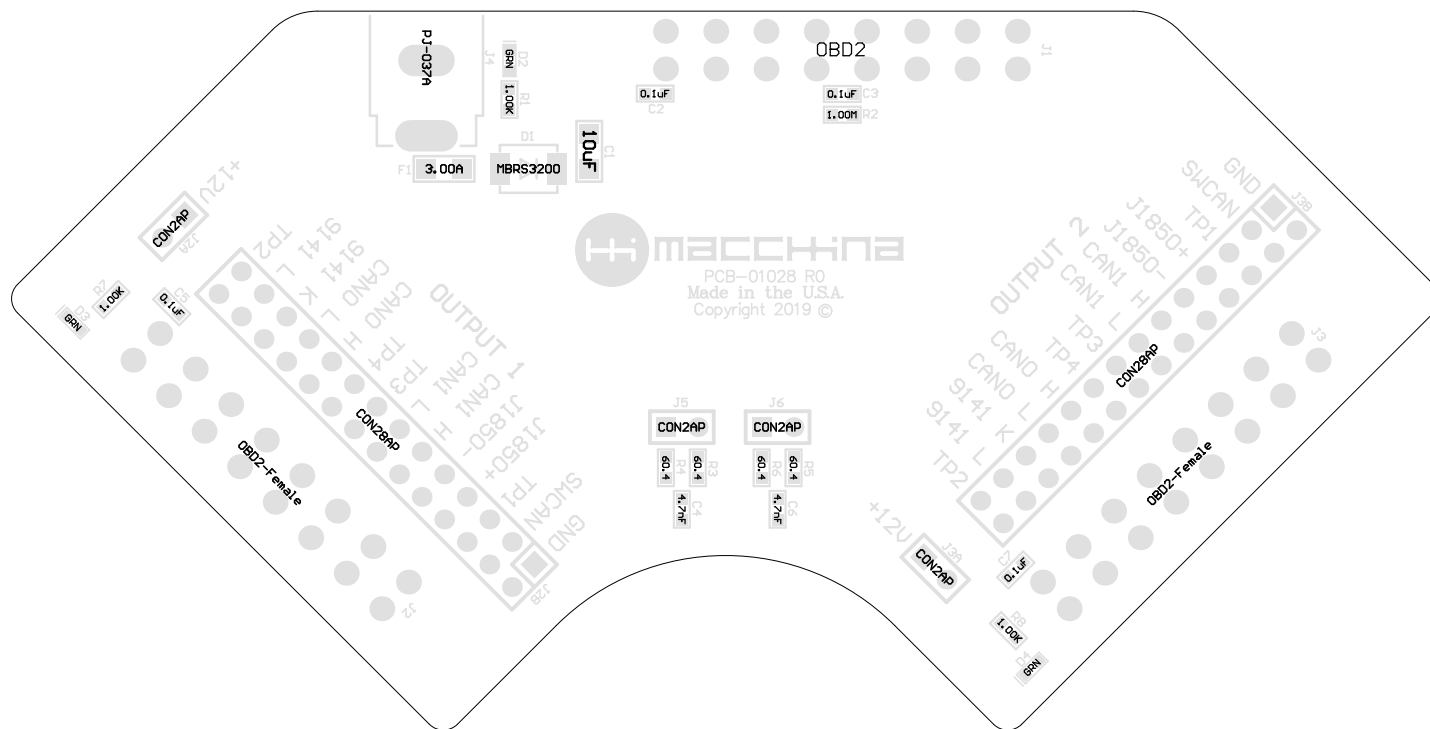 PJ-037A
J4
GRN
D2
1.00K
R1
OBD2
J1
0.1uF
C2
0.1uF
C3
1.00M
R2
D1
MBRS3200
10uF
C1
F1
3.00A
+12V
CON2AP
J2A
R7
1.00K
C5
0.1uF
GRN
TP2
9141 L
9141 K
CAN0 L
CAN0 H
TP4
TP3
CAN1 L
CAN1 H
J1850-
J1850+
TP1
SWCAN
GND
OUTPUT 1
CON28AP
J2B
OBD2-Female
J2
macchina
PCB-01028 R0
Made in the U.S.A.
Copyright 2019 ©
J5
CON2AP
60.4
R4
60.4
R3
4.7nF
C4
J6
CON2AP
60.4
R6
60.4
R5
4.7nF
C6
OUTPUT 2
GND
SWCAN
TP1
J1850+
J1850-
CAN1 H
CAN1 L
TP3
TP4
CAN0 H
CAN0 L
9141 K
9141 L
TP2
J3B
CON28AP
J3
OBD2-Female
+12V
J3A
CON2AP
C7
0.1uF
R8
1.00K
GRN